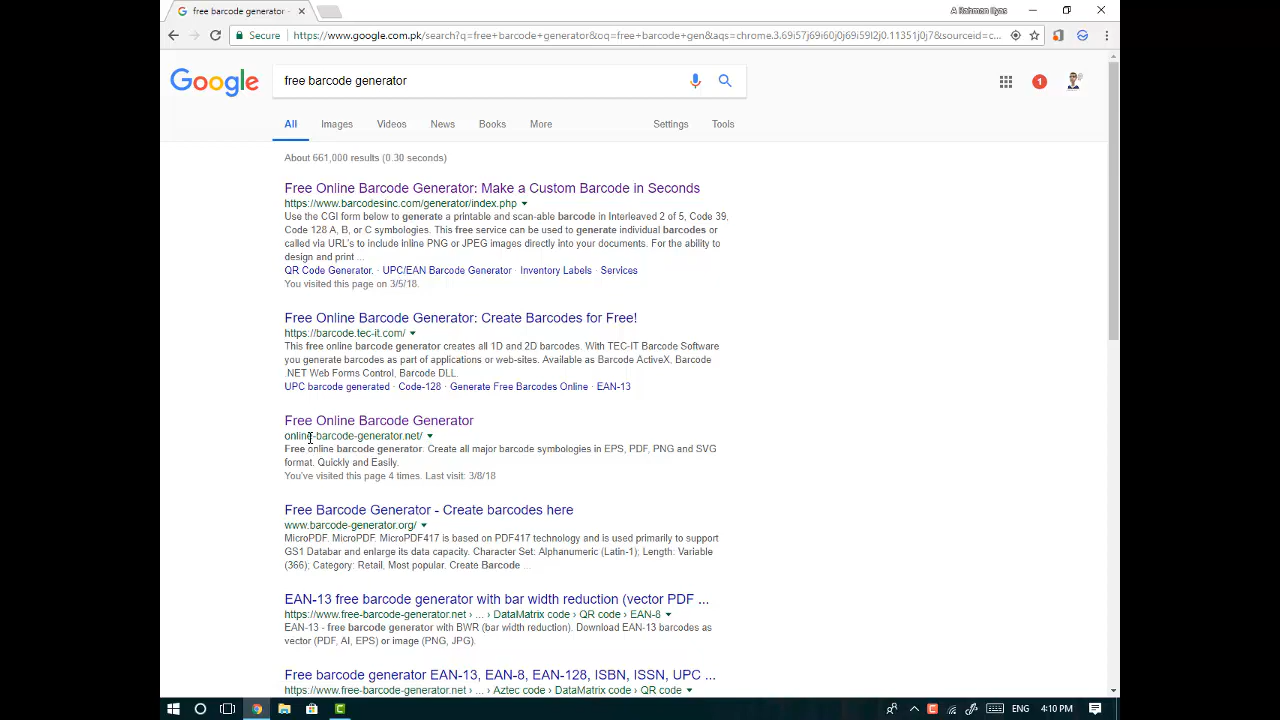 free barcode generator -
A Rahman Ilyas
Secure
https://www.google.com.pk/search?q=free+barcode+generator&oq=free+barcode+gen&aqs=chrome.3.69i57j69i60j69i59l2j0.11351j0j7&sourceid=c...
Google
free barcode generator
1
All Images Videos News Books More Settings Tools
About 661,000 results (0.30 seconds)
Free Online Barcode Generator: Make a Custom Barcode in Seconds
https://www.barcodesinc.com/generator/index.php
Use the CGI form below to generate a printable and scan-able barcode in Interleaved 2 of 5, Code 39,
Code 128 A, B, or C symbologies. This free service can be used to generate individual barcodes or
called via URL's to include inline PNG or JPEG images directly into your documents. For the ability to
design and print ...
QR Code Generator. · UPC/EAN Barcode Generator · Inventory Labels · Services
You visited this page on 3/5/18.
Free Online Barcode Generator: Create Barcodes for Free!
https://barcode.tec-it.com/
This free online barcode generator creates all 1D and 2D barcodes. With TEC-IT Barcode Software
you generate barcodes as part of applications or web-sites. Available as Barcode ActiveX, Barcode
.NET Web Forms Control, Barcode DLL.
UPC barcode generated · Code-128 · Generate Free Barcodes Online · EAN-13
Free Online Barcode Generator
online-barcode-generator.net/
Free online barcode generator. Create all major barcode symbologies in EPS, PDF, PNG and SVG
format. Quickly and Easily.
You've visited this page 4 times. Last visit: 3/8/18
Free Barcode Generator - Create barcodes here
www.barcode-generator.org/
MicroPDF. MicroPDF. MicroPDF417 is based on PDF417 technology and is used primarily to support
GS1 Databar and enlarge its data capacity. Character Set: Alphanumeric (Latin-1); Length: Variable
(366); Category: Retail, Most popular. Create Barcode ...
EAN-13 free barcode generator with bar width reduction (vector PDF ...
https://www.free-barcode-generator.net › ... › DataMatrix code › QR code › EAN-8
EAN-13 - free barcode generator with BWR (bar width reduction). Download EAN-13 barcodes as
vector (PDF, AI, EPS) or image (PNG, JPG).
Free barcode generator EAN-13, EAN-8, EAN-128, ISBN, ISSN, UPC ...
https://www.free-barcode-generator.net › ... › Aztec code › DataMatrix code › QR code
ENG 4:10 PM